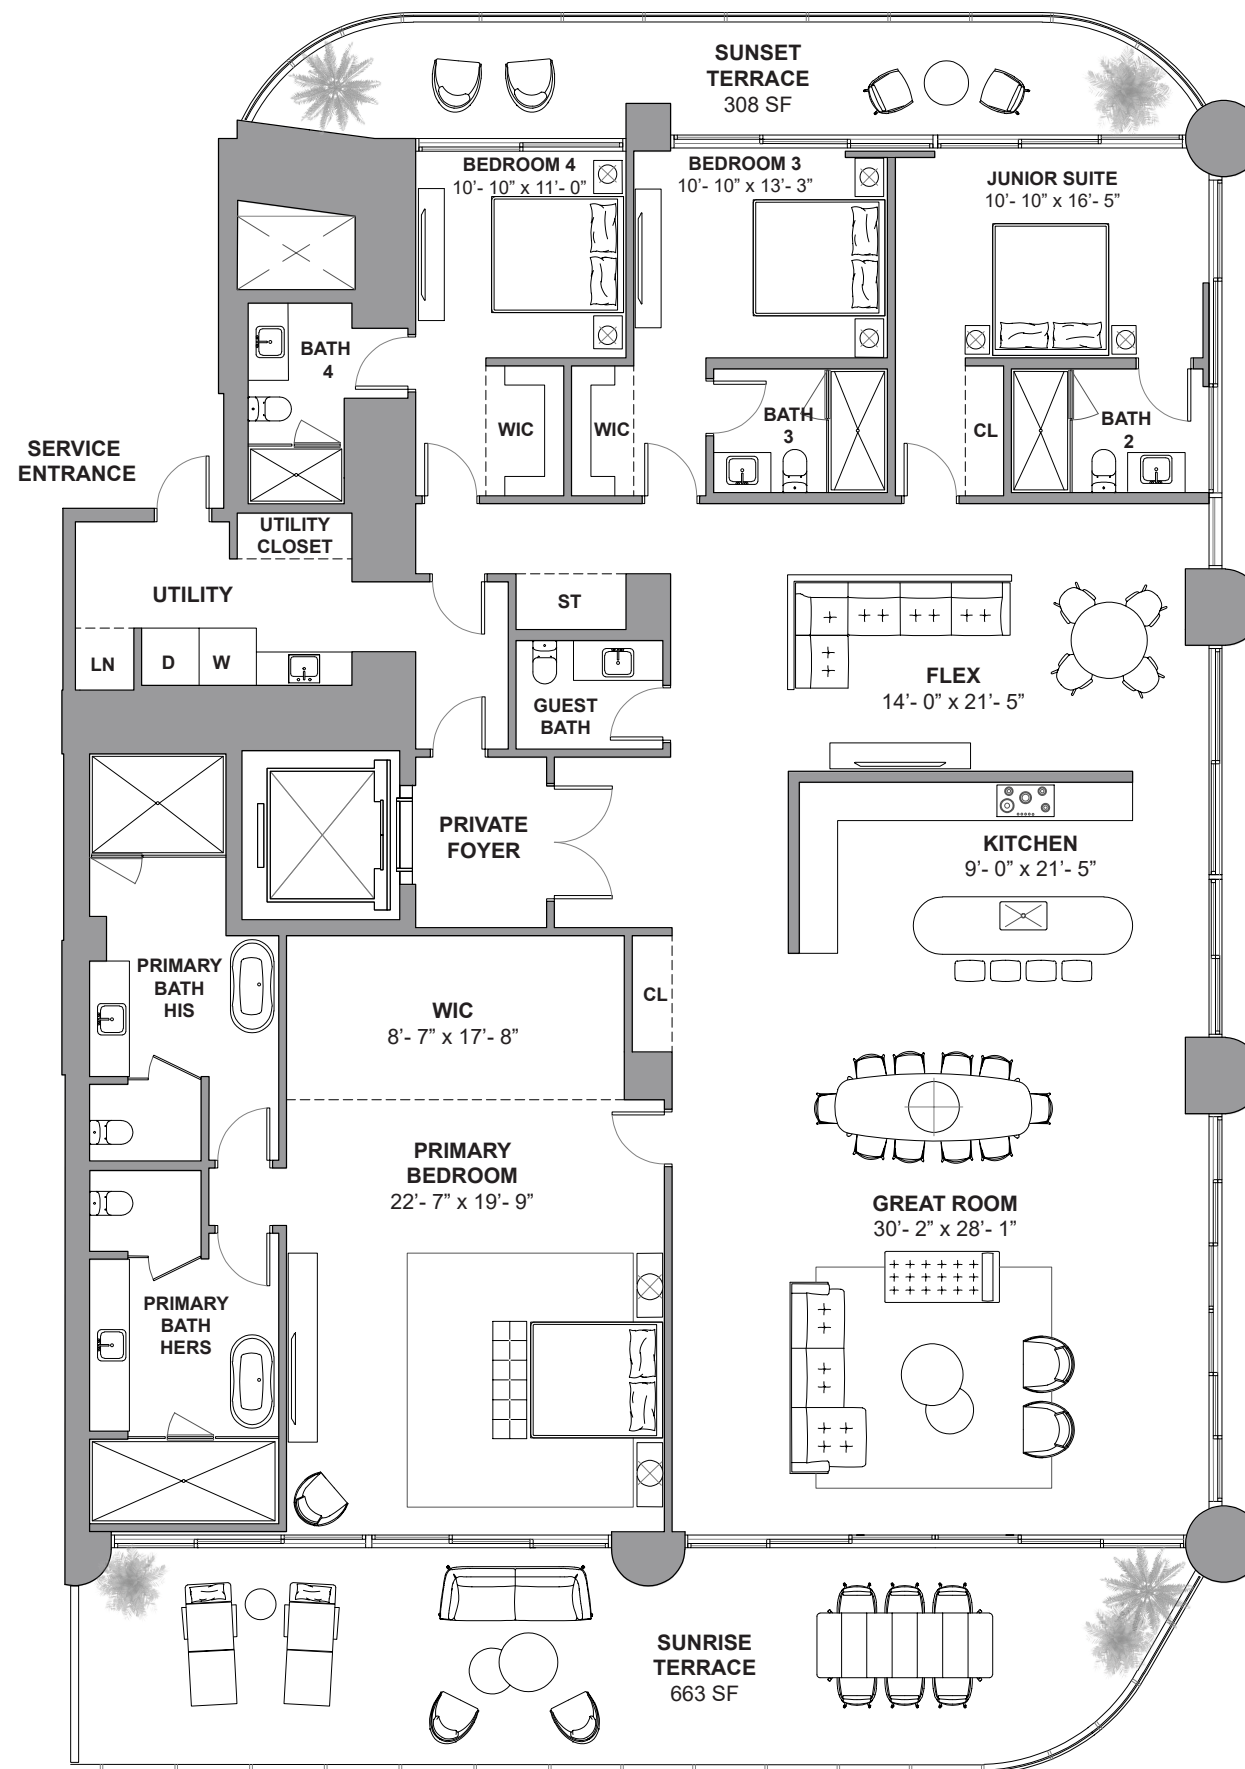 SUNSET
TERRACE
308 SF
BEDROOM 4
10’- 10” x 11’- 0”
BEDROOM 3
10’- 10” x 13’- 3”
JUNIOR SUITE
10’- 10” x 16’- 5”
BATH
4
WIC
WIC
BATH
3
CL
BATH
2
SERVICE
ENTRANCE
UTILITY
CLOSET
UTILITY
ST
LN
D
W
GUEST
BATH
FLEX
14’- 0” x 21’- 5”
PRIVATE
FOYER
KITCHEN
9’- 0” x 21’- 5”
PRIMARY
BATH
HIS
WIC
8’- 7” x 17’- 8”
CL
PRIMARY
BEDROOM
22’- 7” x 19’- 9”
GREAT ROOM
30’- 2” x 28’- 1”
PRIMARY
BATH
HERS
SUNRISE
TERRACE
663 SF